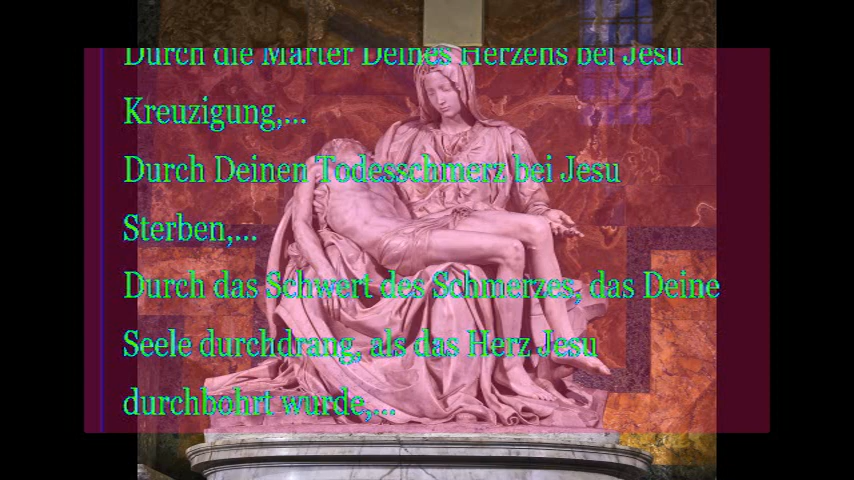 Durch die Marter Deines Herzens bei Jesu
Kreuzigung,...
Durch Deinen Todesschmerz bei Jesu
Sterben,...
Durch das Schwert des Schmerzes, das Deine
Seele durchdrang, als das Herz Jesu
durchbohrt wurde,...